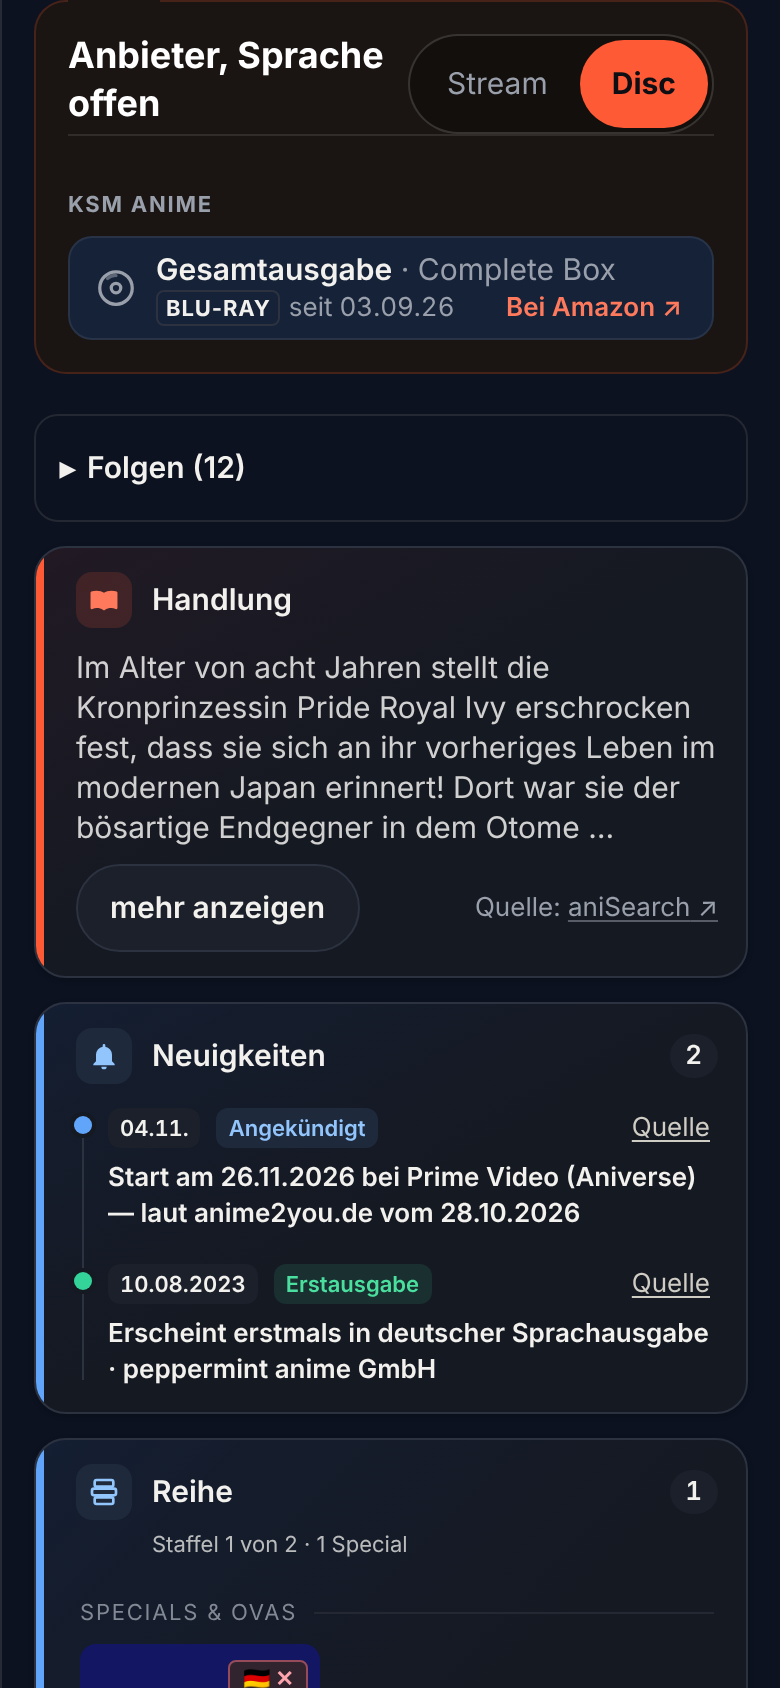 Anbieter, Sprache
offen
Stream
Disc
KSM ANIME
Gesamtausgabe · Complete Box
BLU-RAY seit 03.09.26 Bei Amazon ↗
▸ Folgen (12)
Handlung
Im Alter von acht Jahren stellt die
Kronprinzessin Pride Royal Ivy erschrocken
fest, dass sie sich an ihr vorheriges Leben im
modernen Japan erinnert! Dort war sie der
bösartige Endgegner in dem Otome ...
mehr anzeigen
Quelle: aniSearch ↗
Neuigkeiten
2
04.11. Angekündigt Quelle
Start am 26.11.2026 bei Prime Video (Aniverse)
— laut anime2you.de vom 28.10.2026
10.08.2023 Erstausgabe Quelle
Erscheint erstmals in deutscher Sprachausgabe
· peppermint anime GmbH
Reihe
1
Staffel 1 von 2 · 1 Special
SPECIALS & OVAS
🇩🇪 ✕